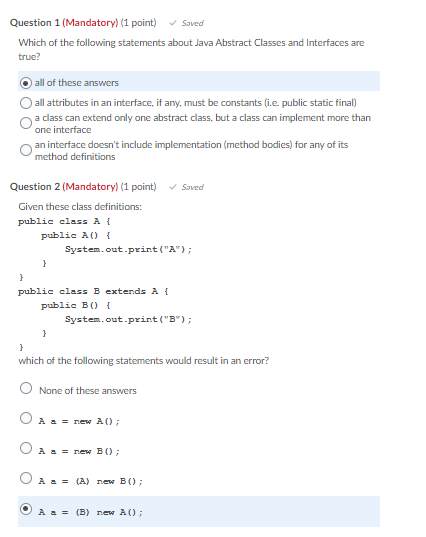 Question 1 (Mandatory) (1 point) ✓ Saved
Which of the following statements about Java Abstract Classes and Interfaces are
true?
all of these answers
all attributes in an interface, if any, must be constants (i.e. public static final)
a class can extend only one abstract class, but a class can implement more than
one interface
an interface doesn't include implementation (method bodies) for any of its
method definitions
Question 2 (Mandatory) (1 point) ✓ Saved
Given these class definitions:
public class A {
public A() {
System.out.print("A");
}
}
public class B extends A {
public B() {
System.out.print("B");
}
}
which of the following statements would result in an error?
None of these answers
A a = new A();
A a = new B();
A a = (A) new B();
A a = (B) new A();